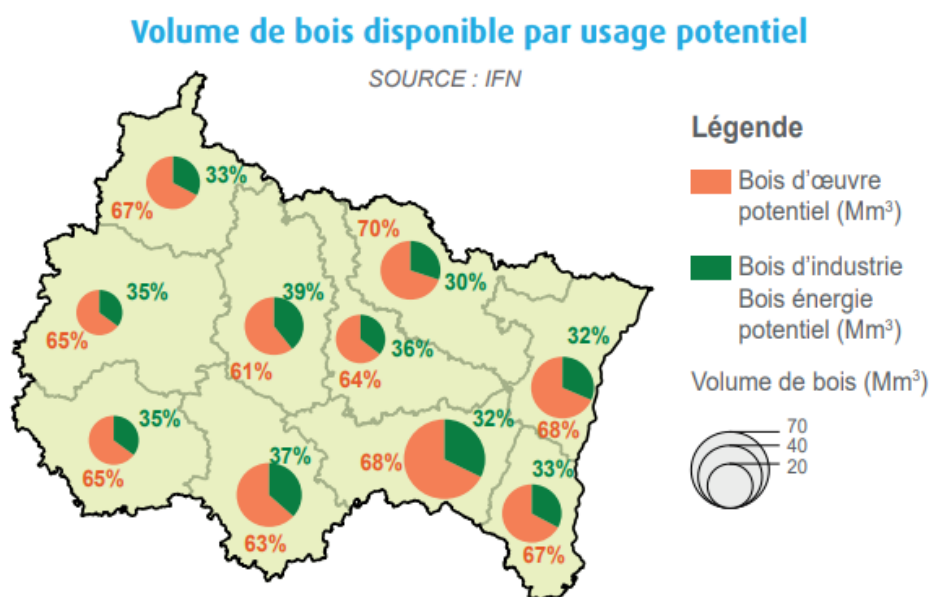 Volume de bois disponible par usage potentiel
SOURCE : IFN
Légende
Bois d'œuvre
potentiel (Mm³)
Bois d'industrie
Bois énergie
potentiel (Mm³)
Volume de bois (Mm³)
70
40
20
33%
67%
70%
30%
35%
65%
39%
61%
36%
64%
32%
68%
35%
65%
37%
63%
32%
68%
33%
67%